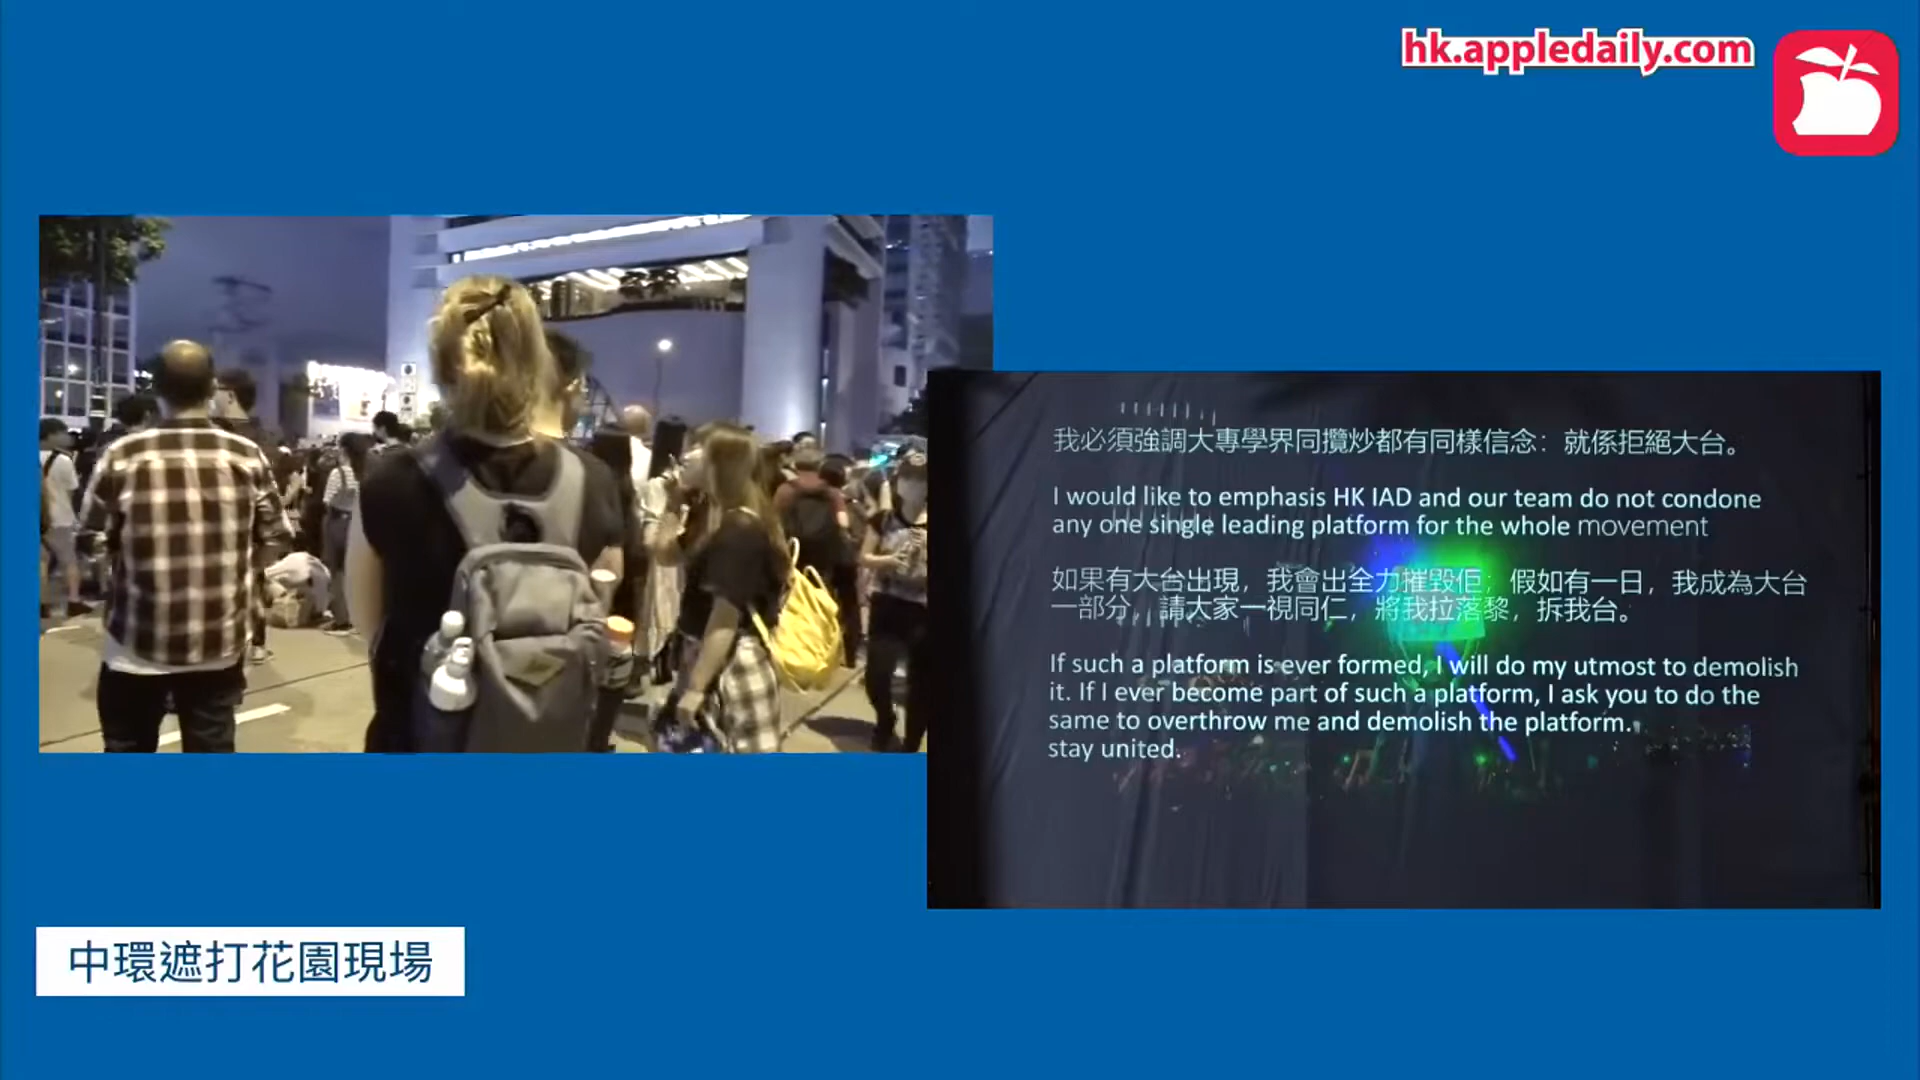 hk.appledaily.com
我必須強調大專學界同攬炒都有同樣信念：就係拒絕大台。
I would like to emphasis HK IAD and our team do not condone
any one single leading platform for the whole movement
如果有大台出現，我會出全力摧毀佢；假如有一日，我成為大台
一部分，請大家一視同仁，將我拉落黎，拆我台。
If such a platform is ever formed, I will do my utmost to demolish
it. If I ever become part of such a platform, I ask you to do the
same to overthrow me and demolish the platform.
stay united.
中環遮打花園現場